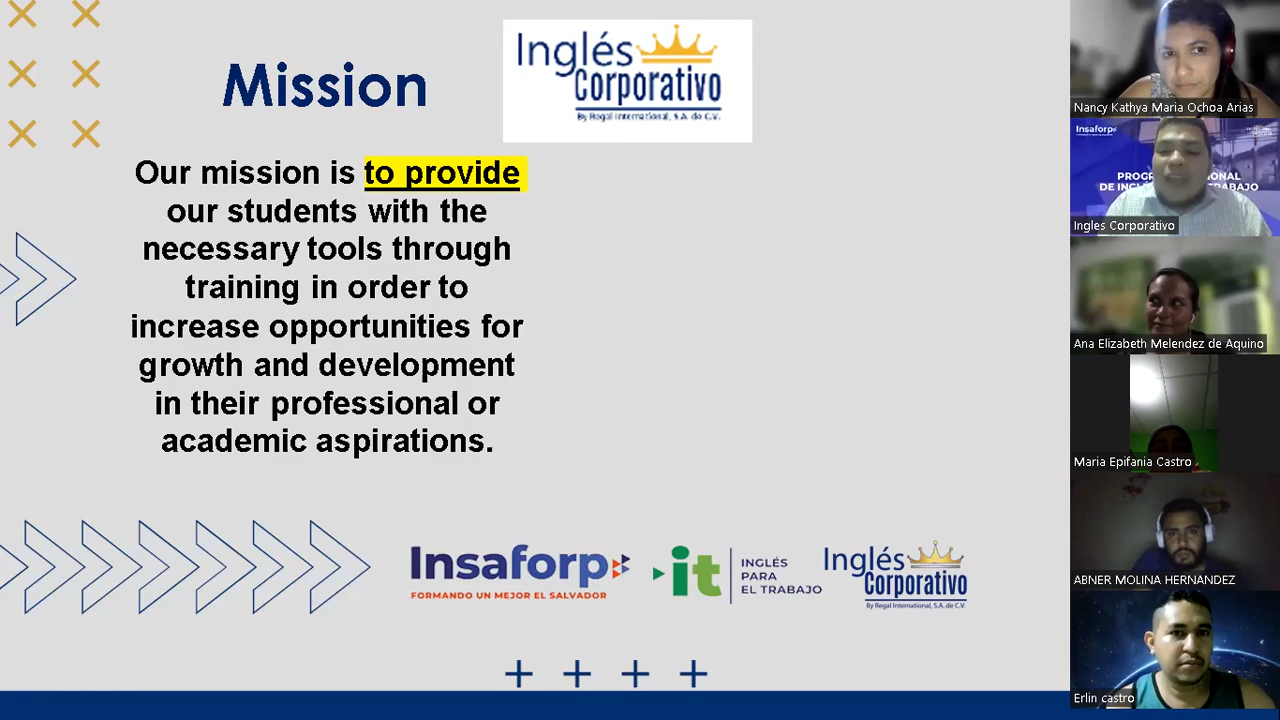 Mission
Inglés
Corporativo
By Regal International, S.A. de C.V.
Our mission is to provide
our students with the
necessary tools through
training in order to
increase opportunities for
growth and development
in their professional or
academic aspirations.
Insaforp
FORMANDO UN MEJOR EL SALVADOR
it
INGLÉS
PARA
EL TRABAJO
Inglés
Corporativo
By Regal International, S.A. de C.V.
Nancy Kathya Maria Ochoa Arias
Insaforp
Ingles Corporativo
Ana Elizabeth Melendez de Aquino
Maria Epifania Castro
ABNER MOLINA HERNANDEZ
Erlin castro